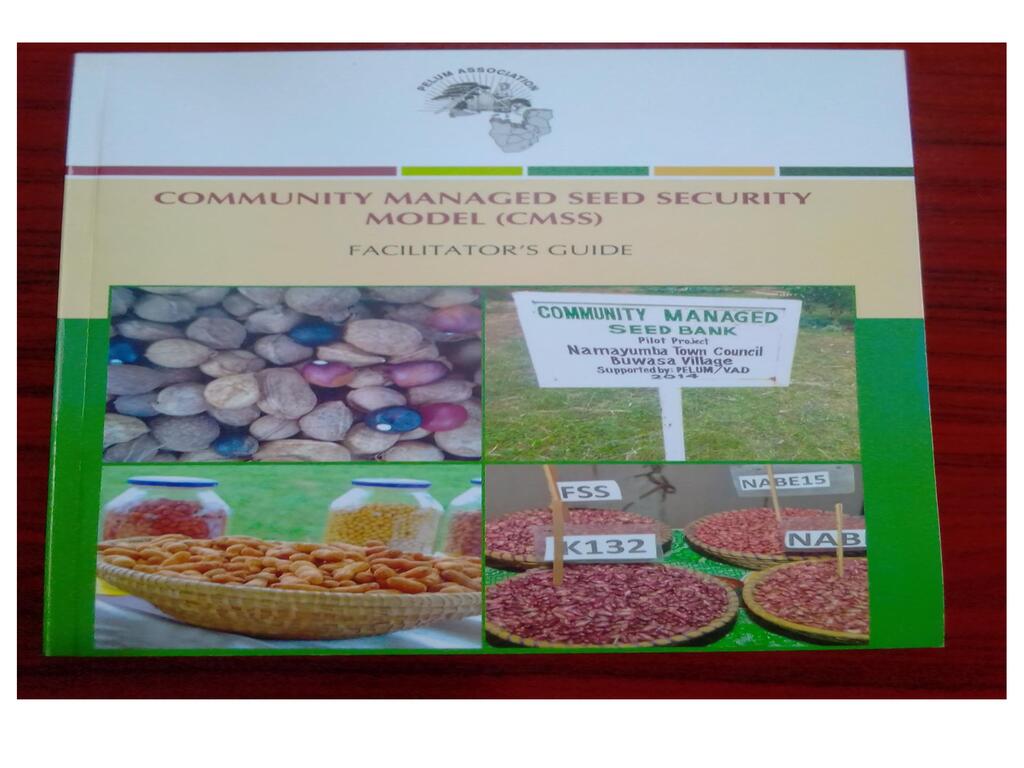 PELUM ASSOCIATION
COMMUNITY MANAGED SEED SECURITY
MODEL (CMSS)
FACILITATOR'S GUIDE
COMMUNITY MANAGED
SEED BANK
Pilot Project
Namayumba Town Council
Buwasa Village
Supported by: PELUM/VAD
2014
FSS
NABE15
K132
NAB